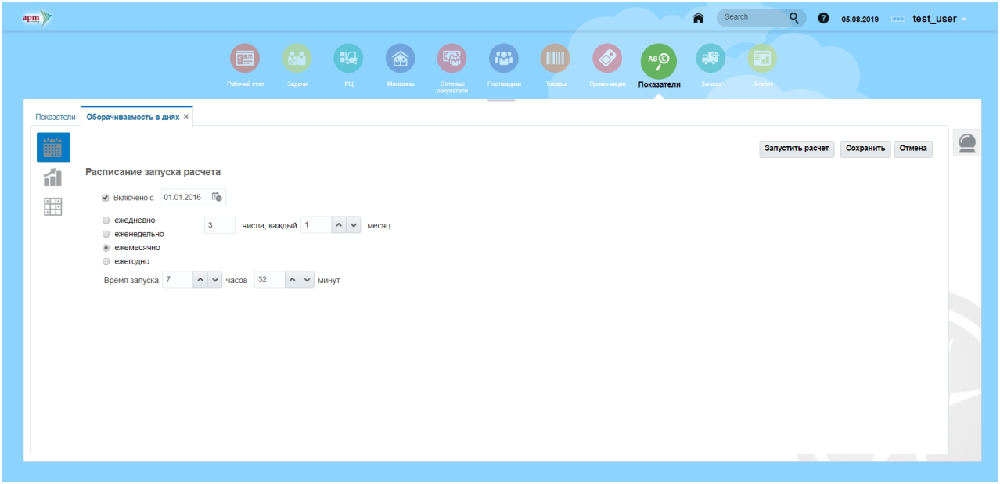 apm
Search
?
05.08.2019
test_user
AB C
Рабочий стол
Задачи
РЦ
Магазины
Оптовые
покупатели
Поставщики
Товары
Промо-акции
Показатели
Заказы
Анализ
Показатели
Оборачиваемость в днях ×
Запустить расчет
Сохранить
Отмена
Расписание запуска расчета
Включено с 01.01.2016
ежедневно
3 числа, каждый 1 месяц
еженедельно
ежемесячно
ежегодно
Время запуска 7 часов 32 минут